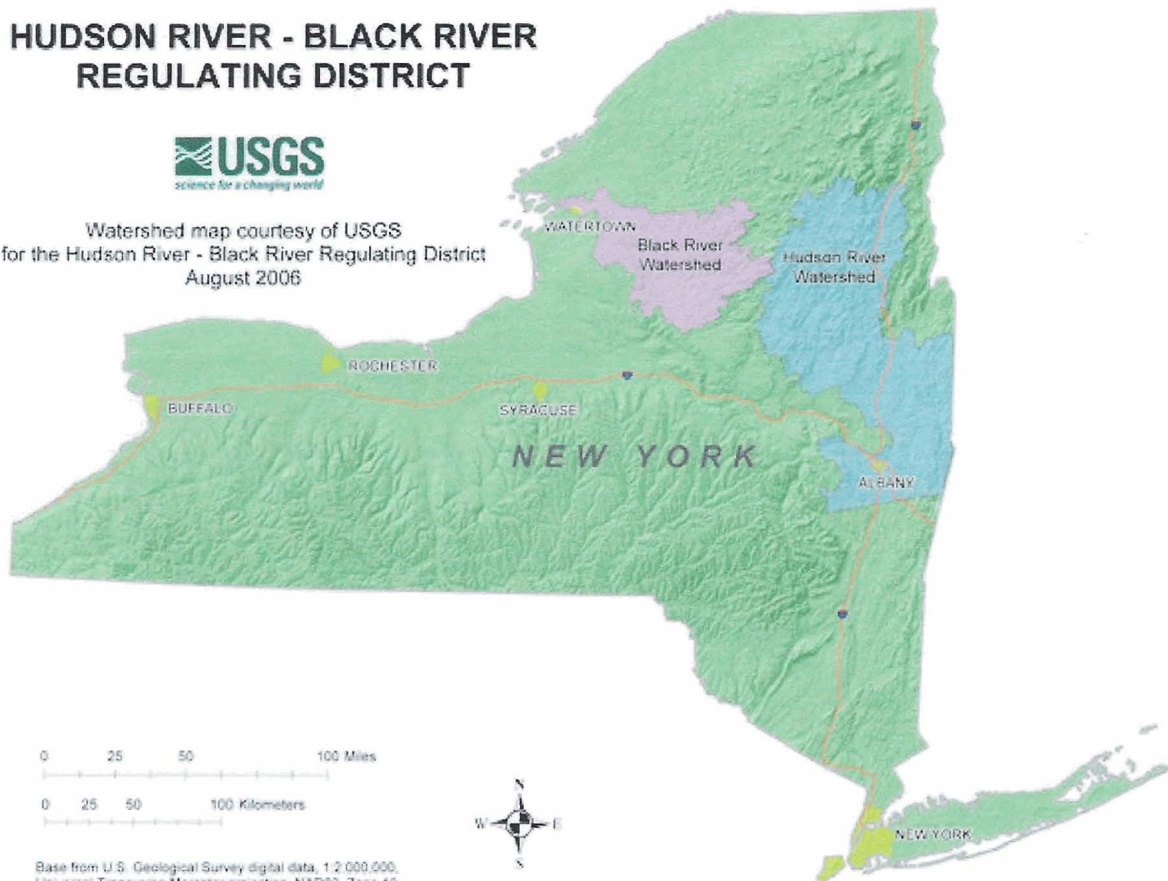 HUDSON RIVER - BLACK RIVER
REGULATING DISTRICT
USGS
science for a changing world
Watershed map courtesy of USGS
for the Hudson River - Black River Regulating District
August 2006
WATERTOWN
Black River
Watershed
Hudson River
Watershed
ROCHESTER
BUFFALO
SYRACUSE
NEW YORK
ALBANY
0 25 50 100 Miles
0 25 50 100 Kilometers
N
W E
S
NEW YORK
Base from U.S. Geological Survey digital data, 1:2,000,000,